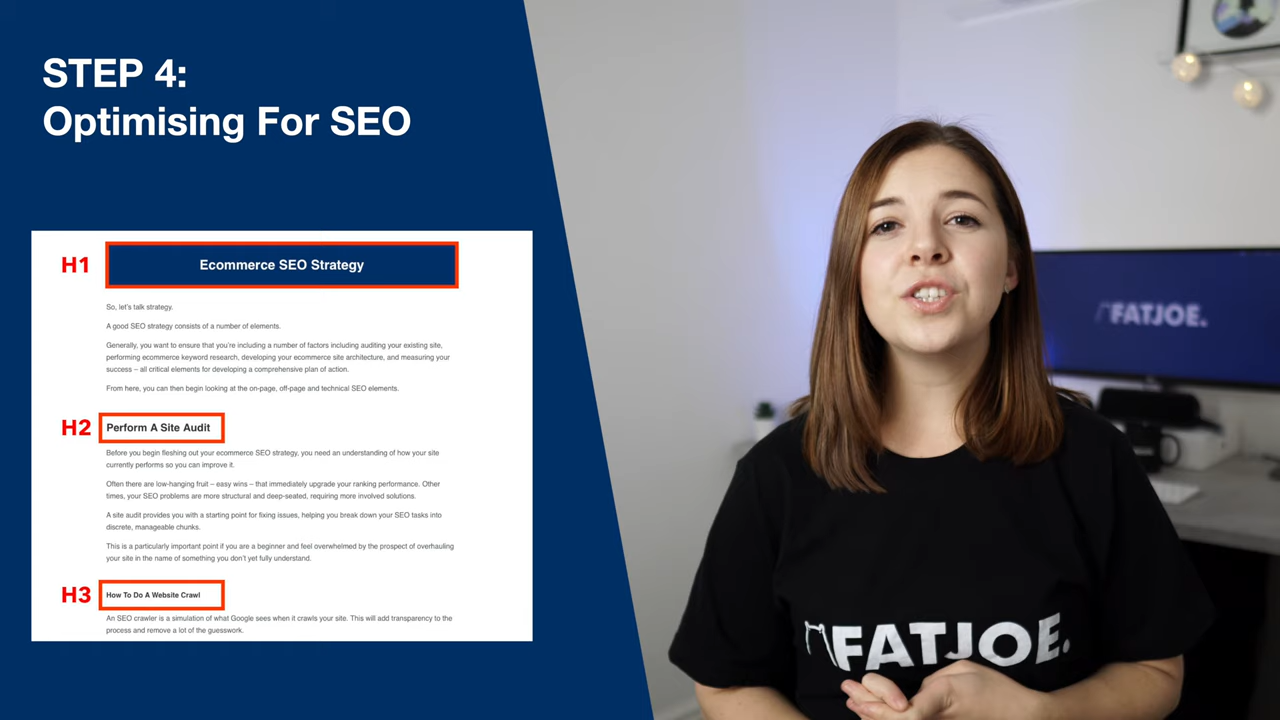 STEP 4:
Optimising For SEO
H1
Ecommerce SEO Strategy
So, let's talk strategy.
A good SEO strategy consists of a number of elements.
Generally, you want to ensure that you're including a number of factors including auditing your existing site,
performing ecommerce keyword research, developing your ecommerce site architecture, and measuring your
success – all critical elements for developing a comprehensive plan of action.
From here, you can then begin looking at the on-page, off-page and technical SEO elements.
H2
Perform A Site Audit
Before you begin fleshing out your ecommerce SEO strategy, you need an understanding of how your site
currently performs so you can improve it.
Often there are low-hanging fruit – easy wins – that immediately upgrade your ranking performance. Other
times, your SEO problems are more structural and deep-seated, requiring more involved solutions.
A site audit provides you with a starting point for fixing issues, helping you break down your SEO tasks into
discrete, manageable chunks.
This is a particularly important point if you are a beginner and feel overwhelmed by the prospect of overhauling
your site in the name of something you don't yet fully understand.
H3
How To Do A Website Crawl
An SEO crawler is a simulation of what Google sees when it crawls your site. This will add transparency to the
process and remove a lot of the guesswork.
FATJOE.
FATJOE.